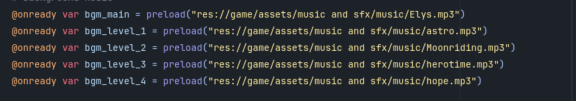 @onready var bgm_main = preload("res://game/assets/music and sfx/music/Elys.mp3")
@onready var bgm_level_1 = preload("res://game/assets/music and sfx/music/astro.mp3")
@onready var bgm_level_2 = preload("res://game/assets/music and sfx/music/Moonriding.mp3")
@onready var bgm_level_3 = preload("res://game/assets/music and sfx/music/herotime.mp3")
@onready var bgm_level_4 = preload("res://game/assets/music and sfx/music/hope.mp3")